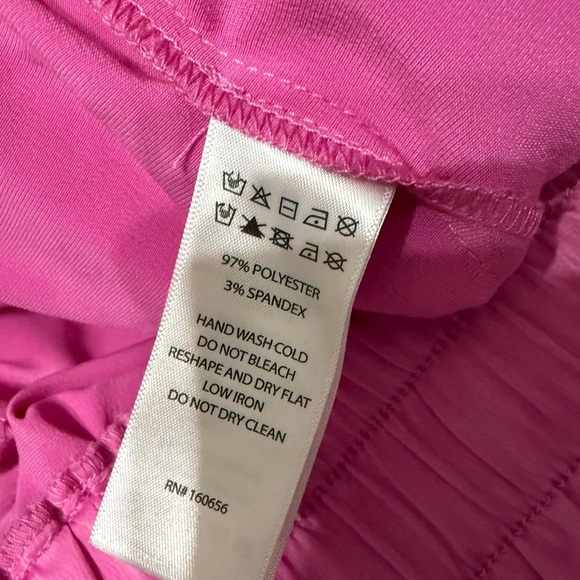 97% POLYESTER
3% SPANDEX
HAND WASH COLD
DO NOT BLEACH
RESHAPE AND DRY FLAT
LOW IRON
DO NOT DRY CLEAN
RN# 160656